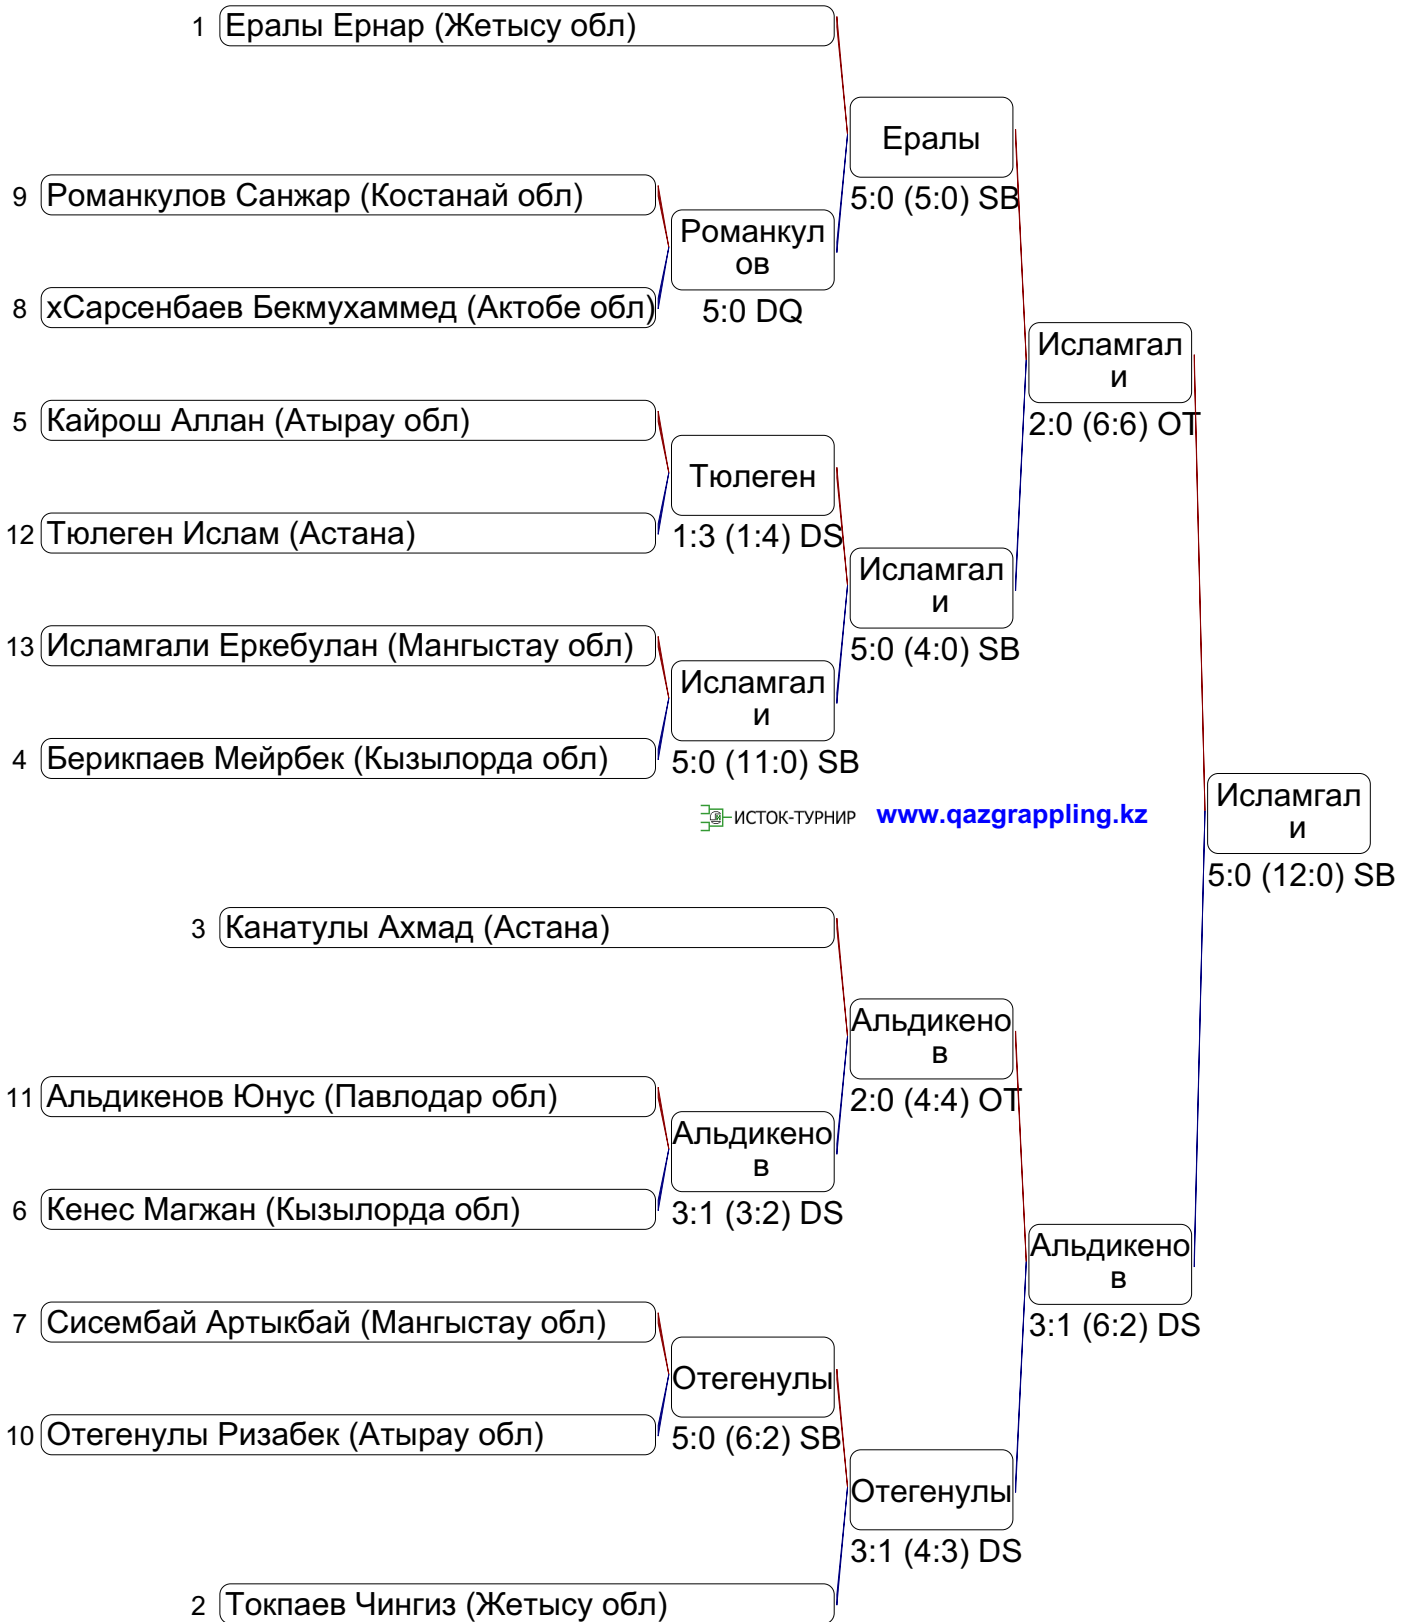 1 Ералы Ернар (Жетысу обл)
Ералы
5:0 (5:0) SB
9 Романкулов Санжар (Костанай обл)
Романкул
ов
5:0 DQ
8 хСарсенбаев Бекмухаммед (Актобе обл)
Исламгал
и
2:0 (6:6) OT
5 Кайрош Аллан (Атырау обл)
Тюлеген
1:3 (1:4) DS
12 Тюлеген Ислам (Астана)
Исламгал
и
5:0 (4:0) SB
13 Исламгали Еркебулан (Мангыстау обл)
Исламгал
и
5:0 (11:0) SB
4 Берикпаев Мейрбек (Кызылорда обл)
ИСТОК-ТУРНИР www.qazgrappling.kz
Исламгал
и
5:0 (12:0) SB
3 Канатулы Ахмад (Астана)
Альдикено
в
2:0 (4:4) OT
11 Альдикенов Юнус (Павлодар обл)
Альдикено
в
3:1 (3:2) DS
6 Кенес Магжан (Кызылорда обл)
Альдикено
в
3:1 (6:2) DS
7 Сисембай Артыкбай (Мангыстау обл)
Отегенулы
5:0 (6:2) SB
10 Отегенулы Ризабек (Атырау обл)
Отегенулы
3:1 (4:3) DS
2 Токпаев Чингиз (Жетысу обл)